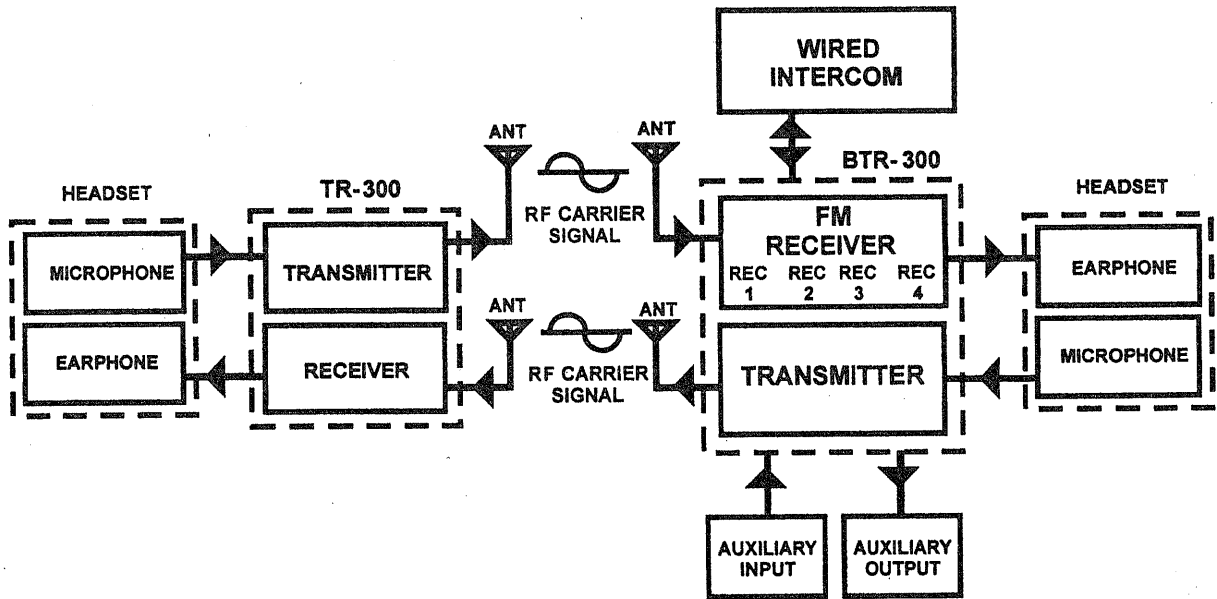 WIRED
INTERCOM
ANT
ANT
BTR-300
HEADSET
TR-300
HEADSET
RF CARRIER
SIGNAL
FM
RECEIVER
MICROPHONE
TRANSMITTER
REC
1
REC
2
REC
3
REC
4
EARPHONE
ANT
ANT
EARPHONE
RECEIVER
RF CARRIER
SIGNAL
TRANSMITTER
MICROPHONE
AUXILIARY
INPUT
AUXILIARY
OUTPUT